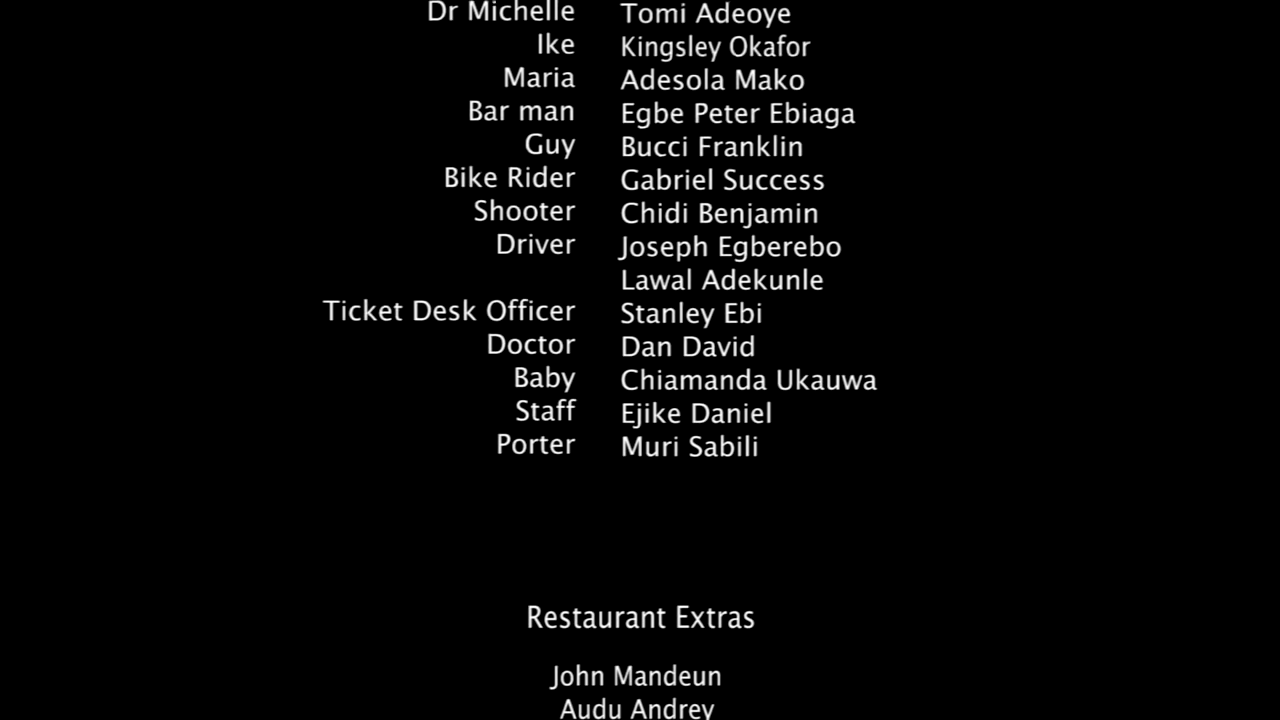 Dr Michelle Tomi Adeoye
Ike Kingsley Okafor
Maria Adesola Mako
Bar man Egbe Peter Ebiaga
Guy Bucci Franklin
Bike Rider Gabriel Success
Shooter Chidi Benjamin
Driver Joseph Egberebo
Lawal Adekunle
Ticket Desk Officer Stanley Ebi
Doctor Dan David
Baby Chiamanda Ukauwa
Staff Ejike Daniel
Porter Muri Sabili
Restaurant Extras
John Mandeun
Audu Andrey